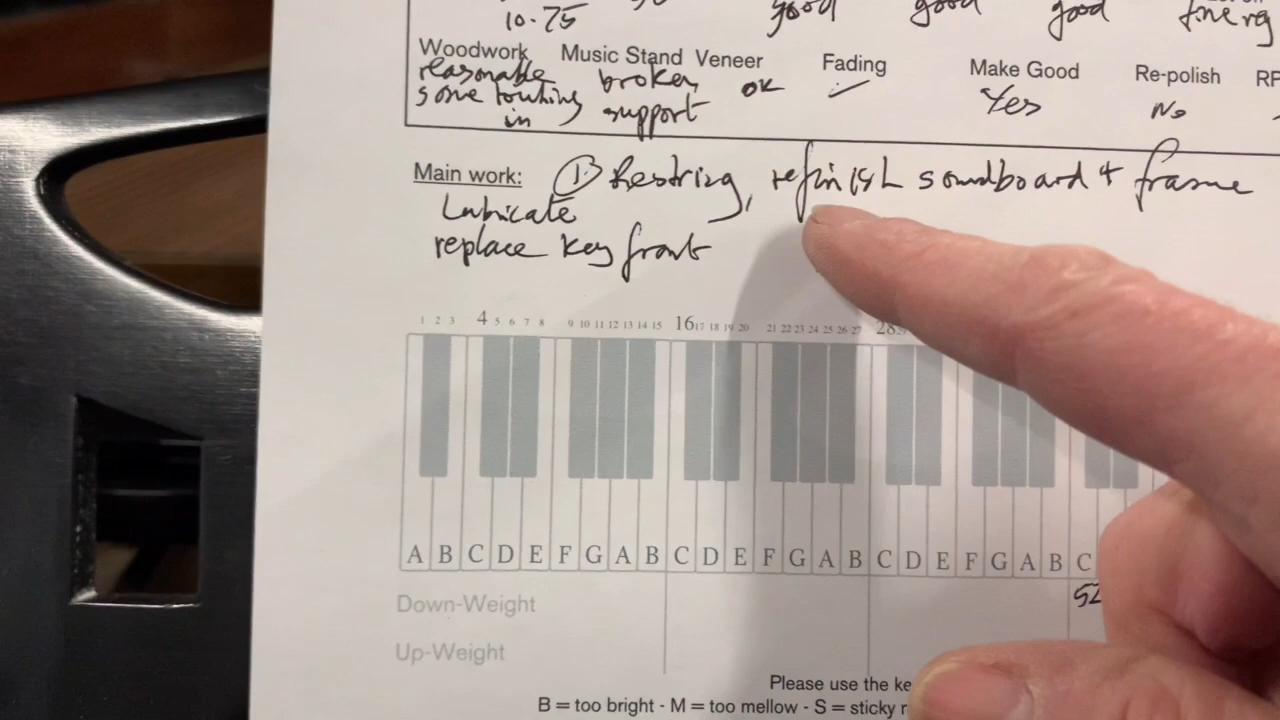 10.75 good good good
Woodwork Music Stand Veneer Fading Make Good Re-polish
reasonable broken OK ✓ Yes No
some touching support
in
Main work: 1. Restring, refinish soundboard + frame
Lubricate
replace key front
1 2 3 4 5 6 7 8 9 10 11 12 13 14 15 16 17 18 19 20 21 22 23 24 25 26 27 28
A B C D E F G A B C D E F G A B C D E F G A B C
Down-Weight 52
Up-Weight
Please use the ke
B = too bright - M = too mellow - S = sticky r